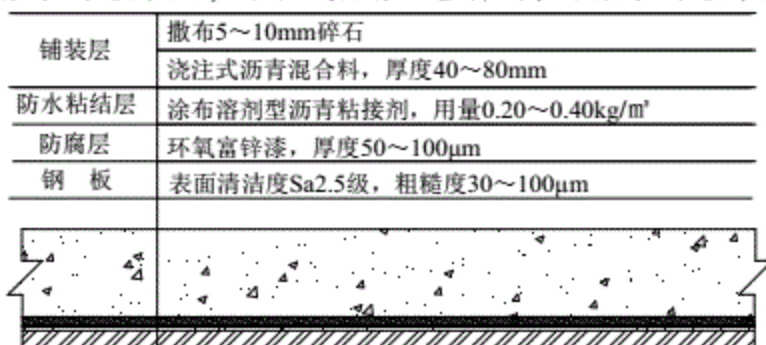 铺装层
撒布5～10mm碎石
浇注式沥青混合料，厚度40～80mm
防水粘结层
涂布溶剂型沥青粘接剂，用量0.20～0.40kg/㎡
防腐层
环氧富锌漆，厚度50～100μm
钢 板
表面清洁度Sa2.5级，粗糙度30～100μm